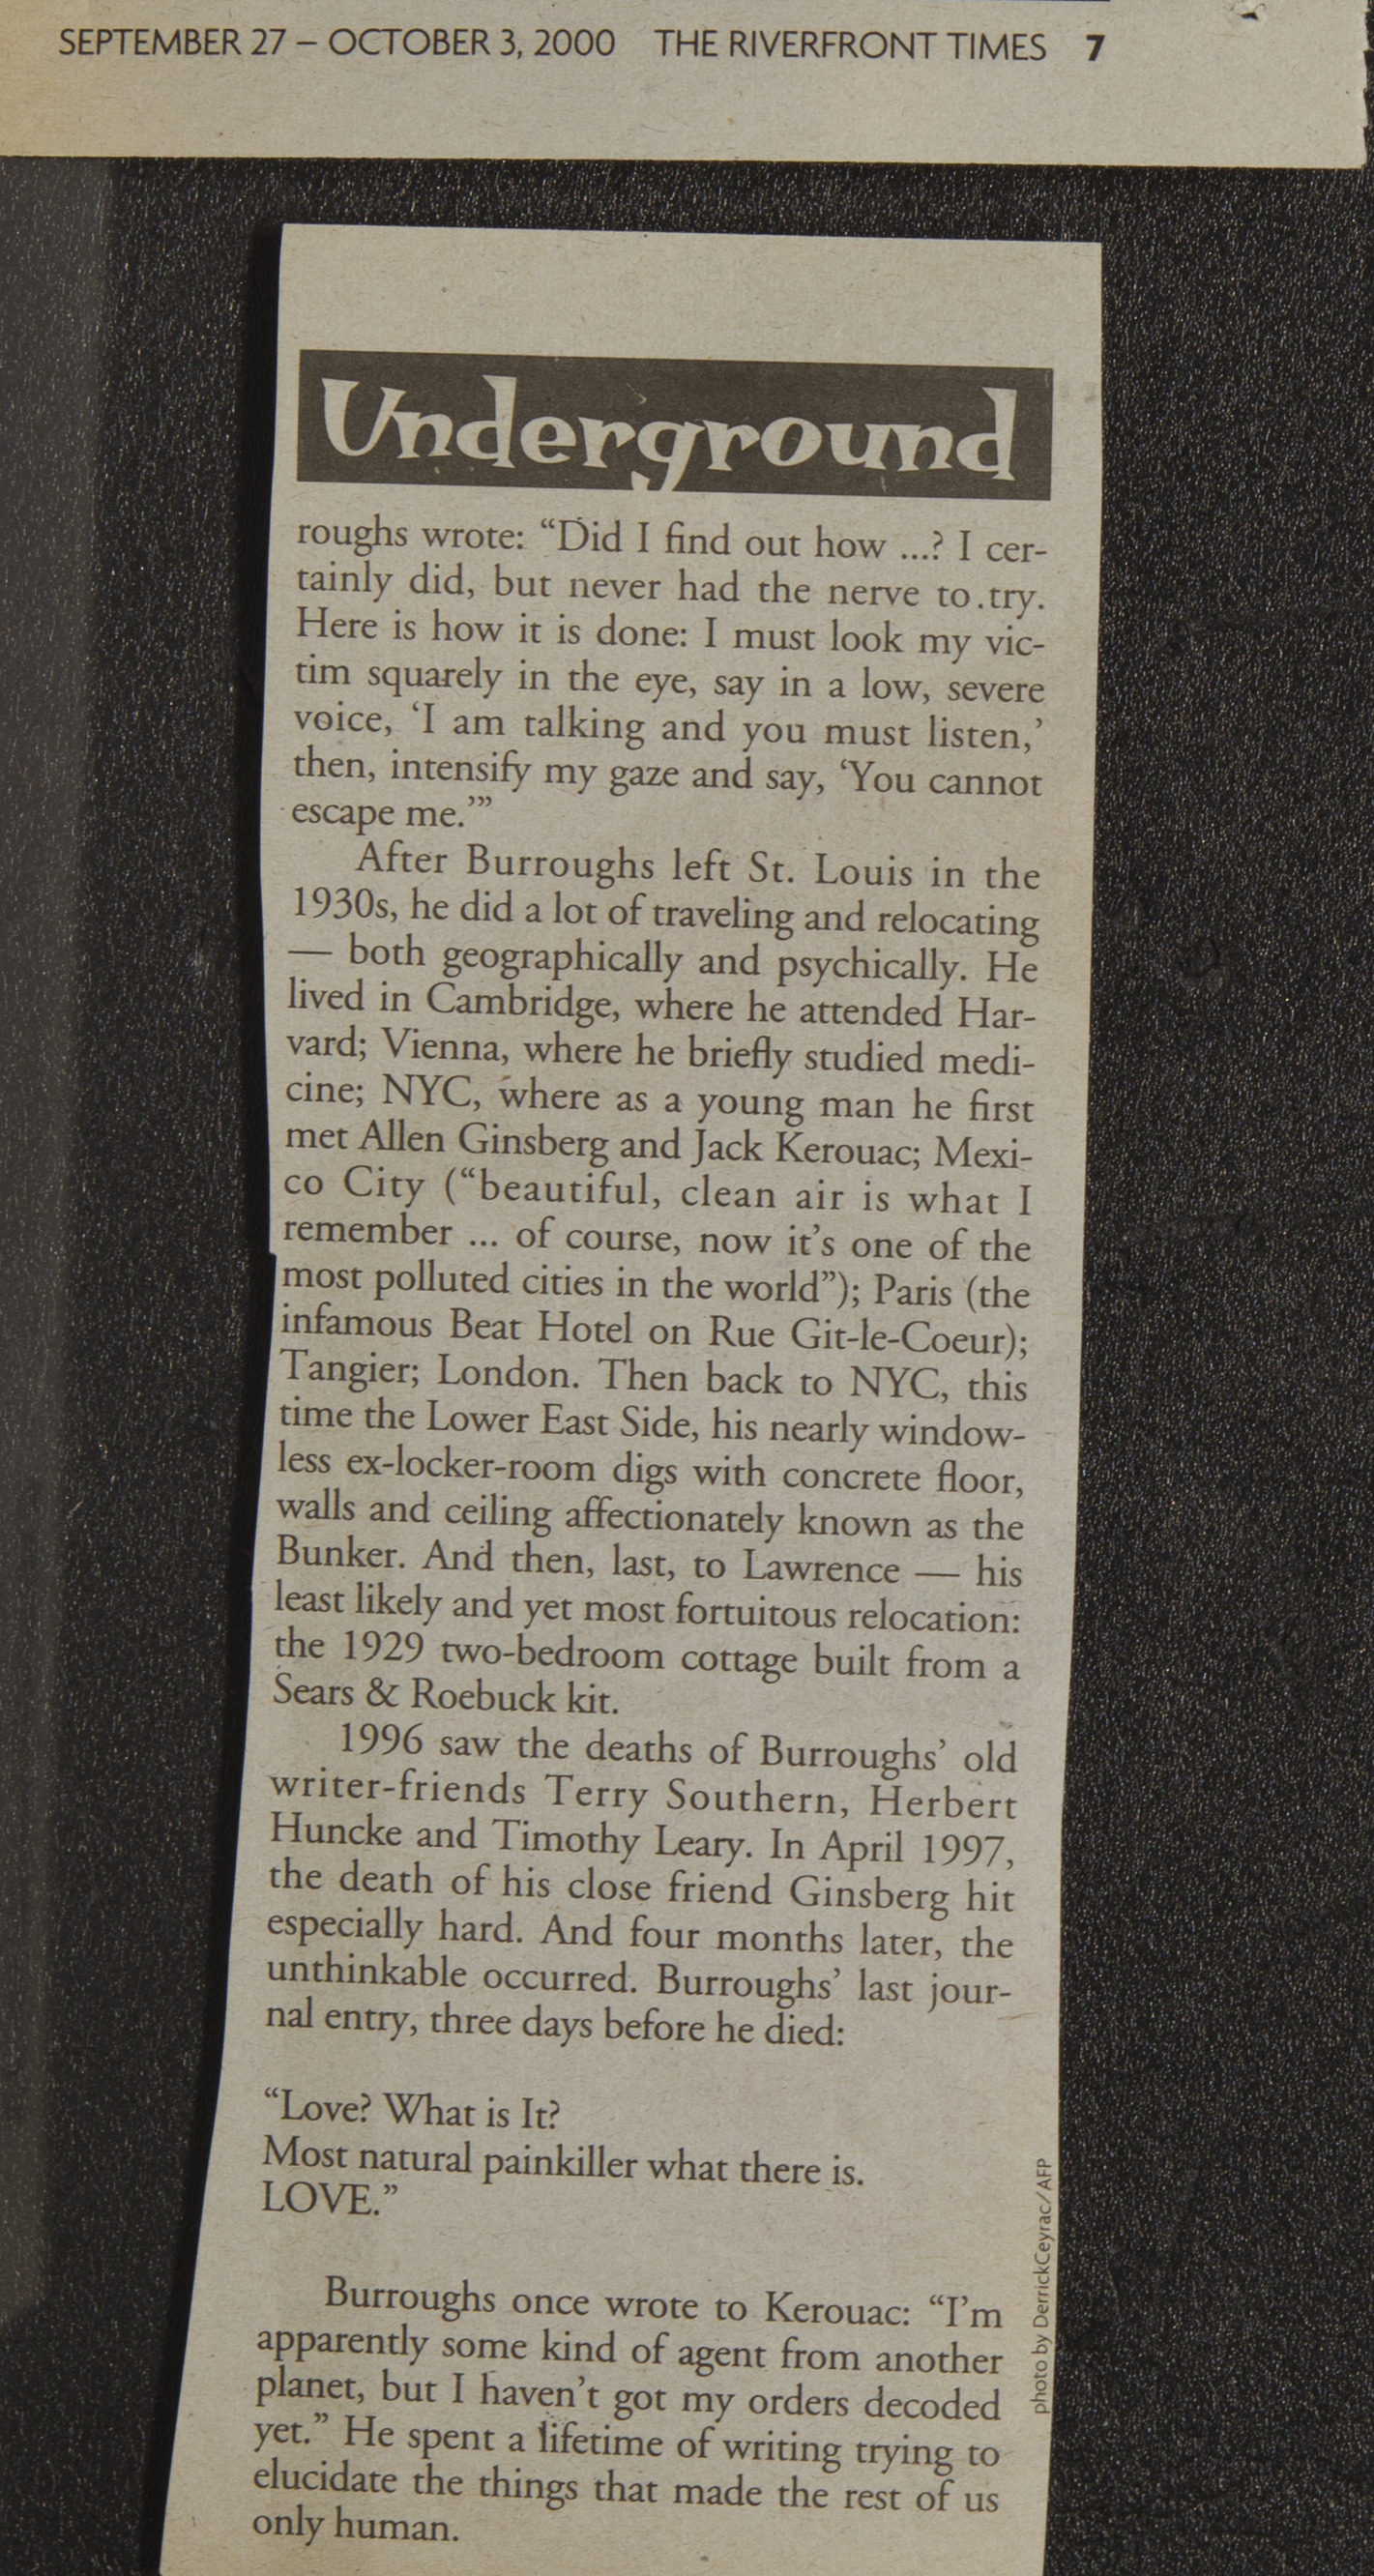 SEPTEMBER 27 – OCTOBER 3, 2000 THE RIVERFRONT TIMES 7
Underground
roughs wrote: “Did I find out how ...? I cer-
tainly did, but never had the nerve to try.
Here is how it is done: I must look my vic-
tim squarely in the eye, say in a low, severe
voice, ‘I am talking and you must listen,’
then, intensify my gaze and say, ‘You cannot
escape me.’”
After Burroughs left St. Louis in the
1930s, he did a lot of traveling and relocating
— both geographically and psychically. He
lived in Cambridge, where he attended Har-
vard; Vienna, where he briefly studied medi-
cine; NYC, where as a young man he first
met Allen Ginsberg and Jack Kerouac; Mexi-
co City (“beautiful, clean air is what I
remember ... of course, now it’s one of the
most polluted cities in the world”); Paris (the
infamous Beat Hotel on Rue Git-le-Coeur);
Tangier; London. Then back to NYC, this
time the Lower East Side, his nearly window-
less ex-locker-room digs with concrete floor,
walls and ceiling affectionately known as the
Bunker. And then, last, to Lawrence — his
least likely and yet most fortuitous relocation:
the 1929 two-bedroom cottage built from a
Sears & Roebuck kit.
1996 saw the deaths of Burroughs’ old
writer-friends Terry Southern, Herbert
Huncke and Timothy Leary. In April 1997,
the death of his close friend Ginsberg hit
especially hard. And four months later, the
unthinkable occurred. Burroughs’ last jour-
nal entry, three days before he died:
“Love? What is It?
Most natural painkiller what there is.
LOVE.”
Burroughs once wrote to Kerouac: “I’m
apparently some kind of agent from another
planet, but I haven’t got my orders decoded
yet.” He spent a lifetime of writing trying to
elucidate the things that made the rest of us
only human.
photo by DerrickCeyrac/AFP